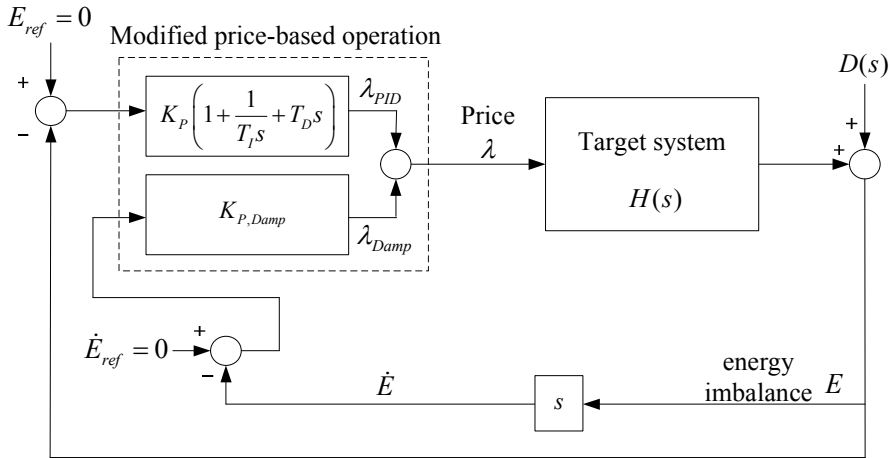 E_ref = 0
Modified price-based operation
D(s)
+
−
K_P(1 + 1/(T_I s) + T_D s)
λ_PID
Price
λ
Target system
H(s)
+
+
K_P,Damp
λ_Damp
Ė_ref = 0
+
−
Ė
s
energy
imbalance E